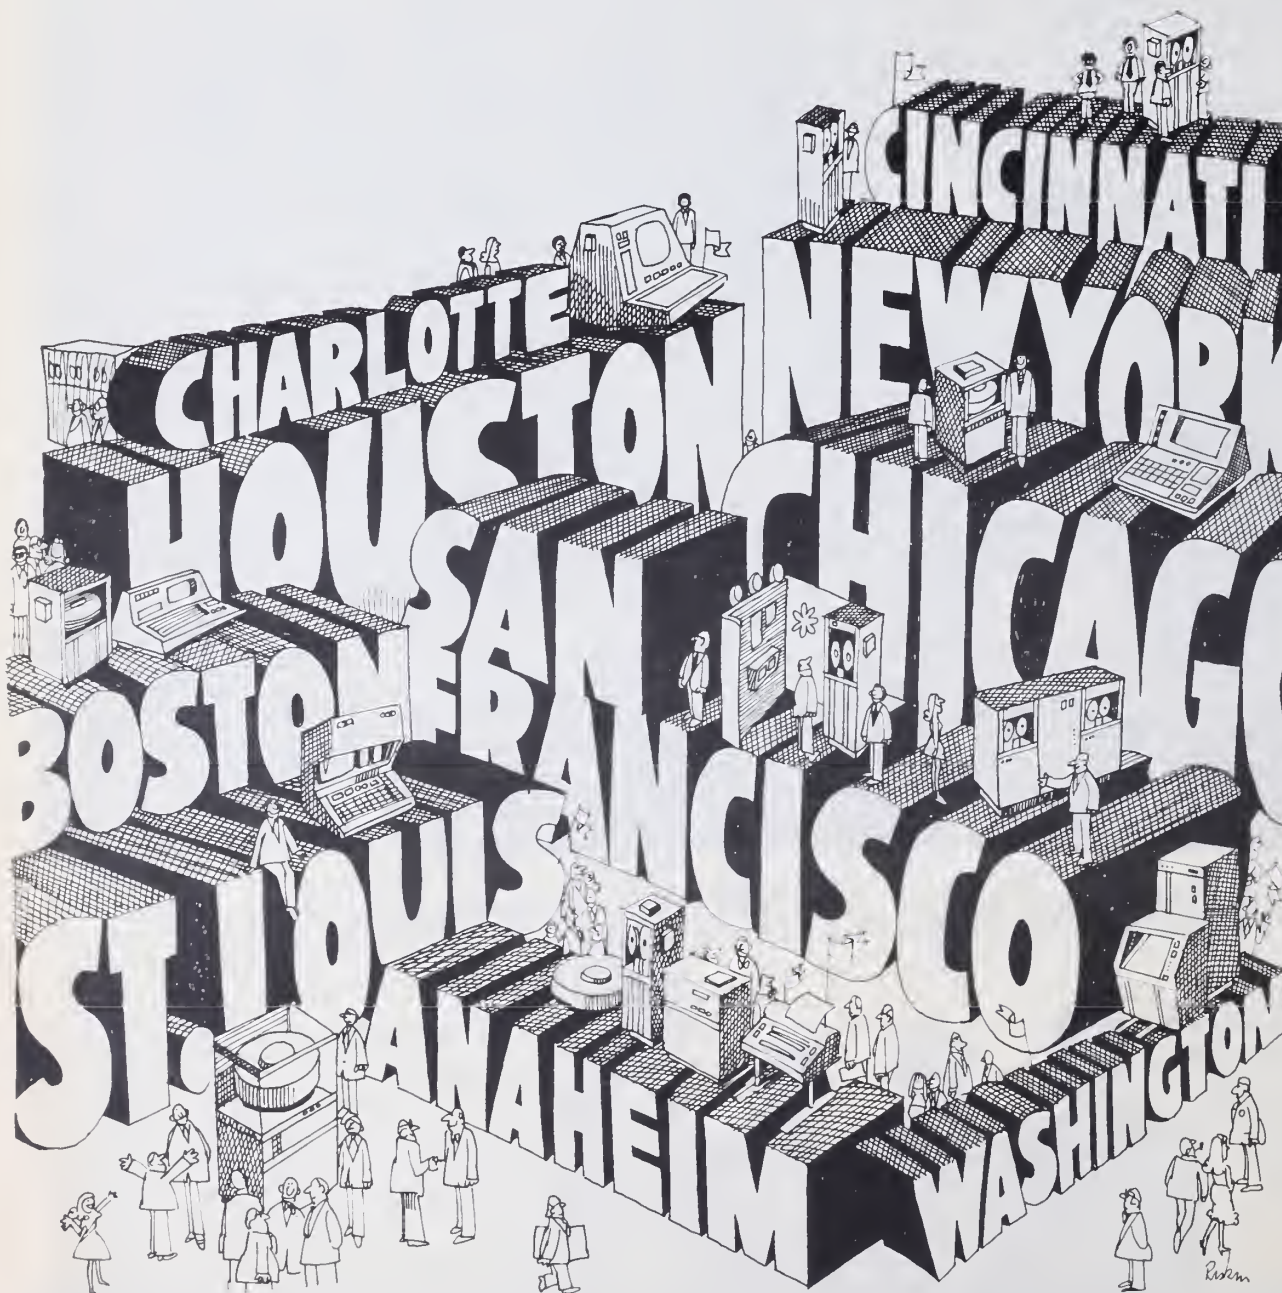 CINCINNATI
NEW YORK
CHARLOTTE
HOUSTON
CHICAGO
SAN
FRANCISCO
BOSTON
ST. LOUIS
ANAHEIM
WASHINGTON